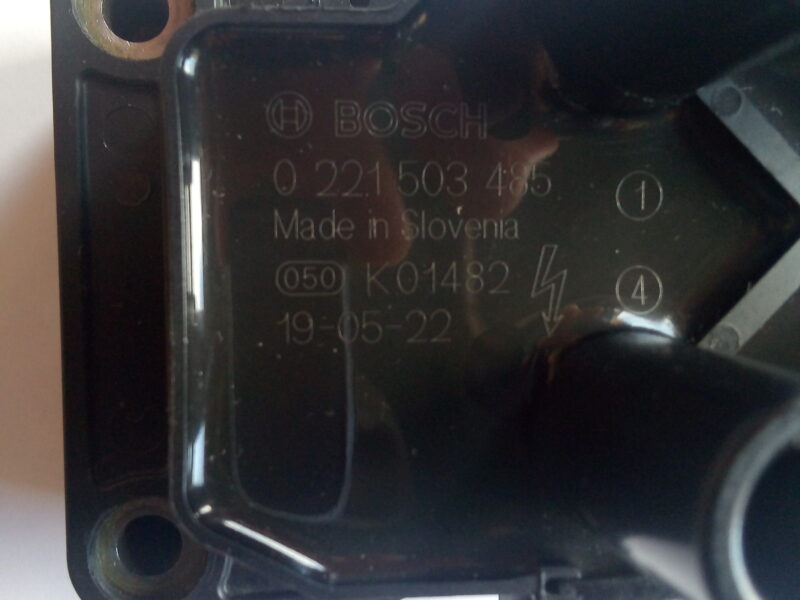 BOSCH
0 221 503 485
Made in Slovenia
050 K01482
19-05-22
1
4